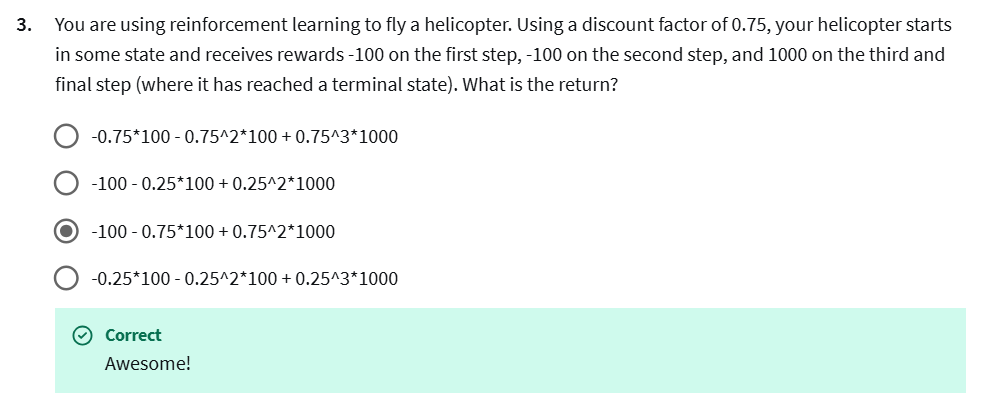 3. You are using reinforcement learning to fly a helicopter. Using a discount factor of 0.75, your helicopter starts
in some state and receives rewards -100 on the first step, -100 on the second step, and 1000 on the third and
final step (where it has reached a terminal state). What is the return?
-0.75*100 - 0.75^2*100 + 0.75^3*1000
-100 - 0.25*100 + 0.25^2*1000
-100 - 0.75*100 + 0.75^2*1000
-0.25*100 - 0.25^2*100 + 0.25^3*1000
Correct
Awesome!